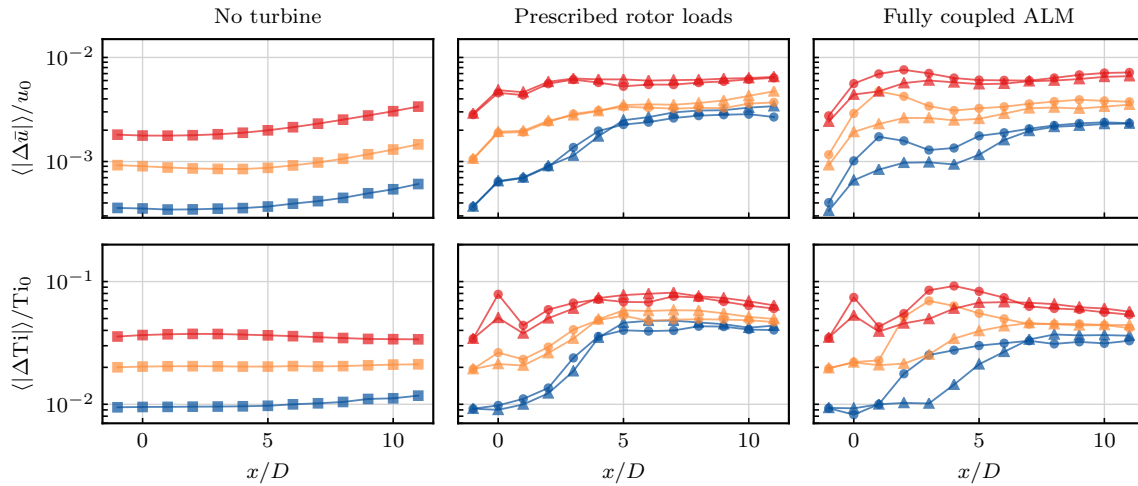 No turbine
Prescribed rotor loads
Fully coupled ALM
⟨|Δū|⟩/u₀
10⁻²
10⁻³
⟨|ΔTi|⟩/Ti₀
10⁻¹
10⁻²
0 5 10
0 5 10
0 5 10
x/D
x/D
x/D